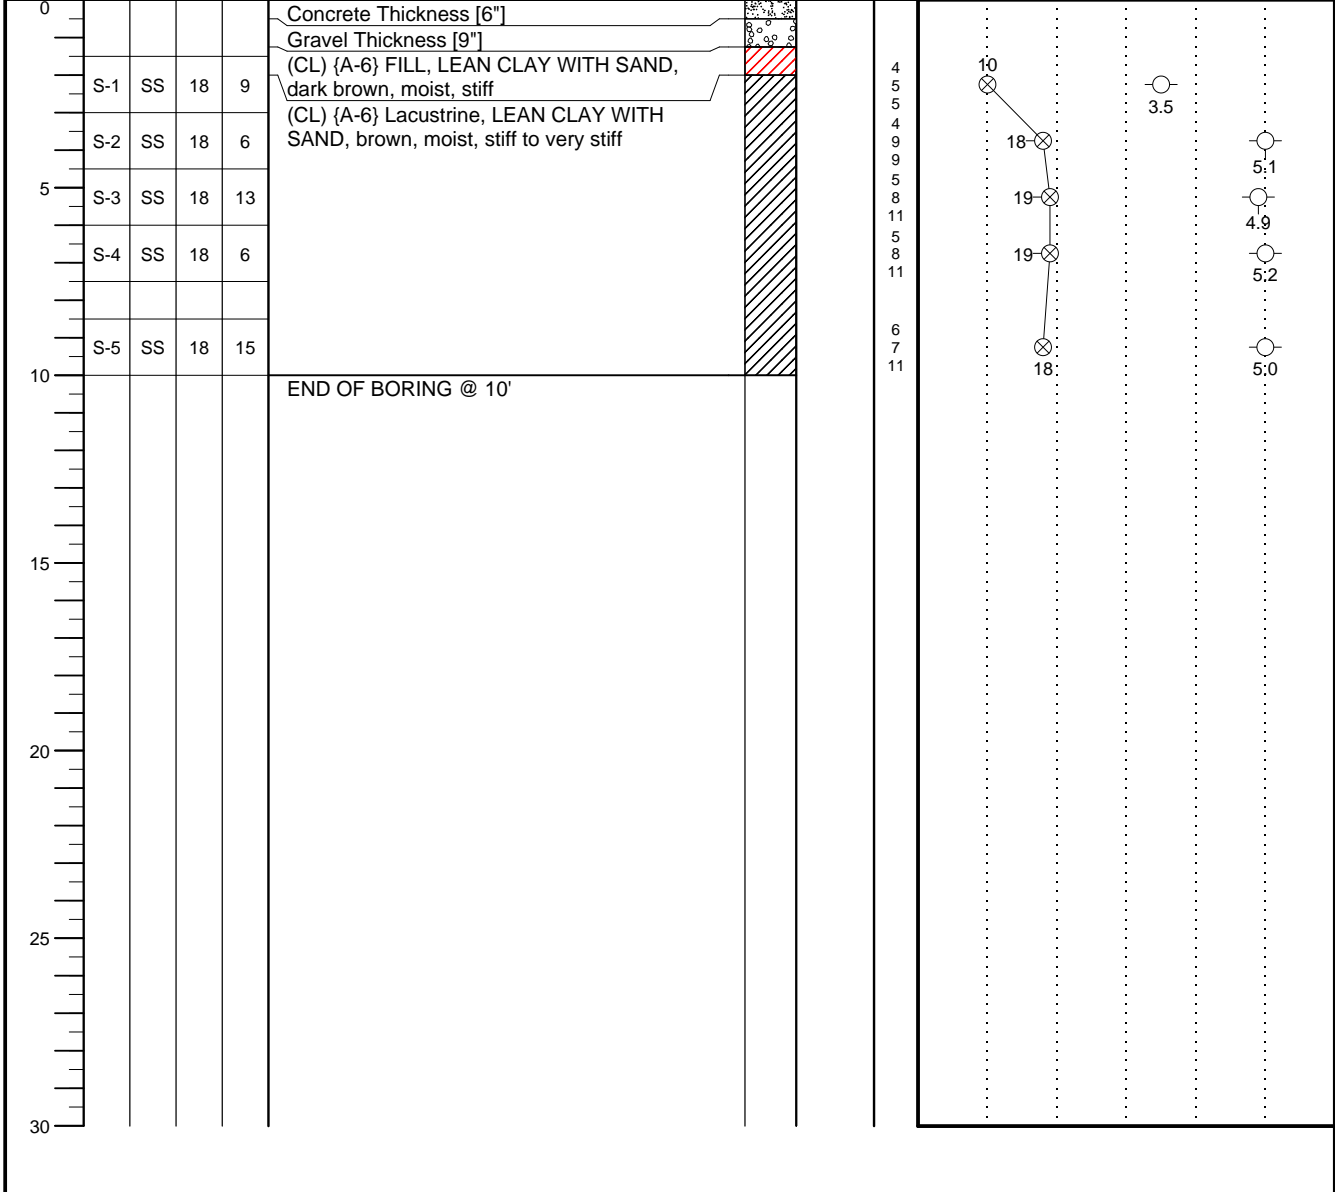 0
Concrete Thickness [6"]
Gravel Thickness [9"]
(CL) {A-6} FILL, LEAN CLAY WITH SAND,
dark brown, moist, stiff
S-1 SS 18 9
4
5
5
10
3.5
(CL) {A-6} Lacustrine, LEAN CLAY WITH
SAND, brown, moist, stiff to very stiff
S-2 SS 18 6
4
9
9
18
5.1
5
S-3 SS 18 13
5
8
11
19
4.9
S-4 SS 18 6
5
8
11
19
5.2
S-5 SS 18 15
6
7
11
18
5.0
10
END OF BORING @ 10'
15
20
25
30